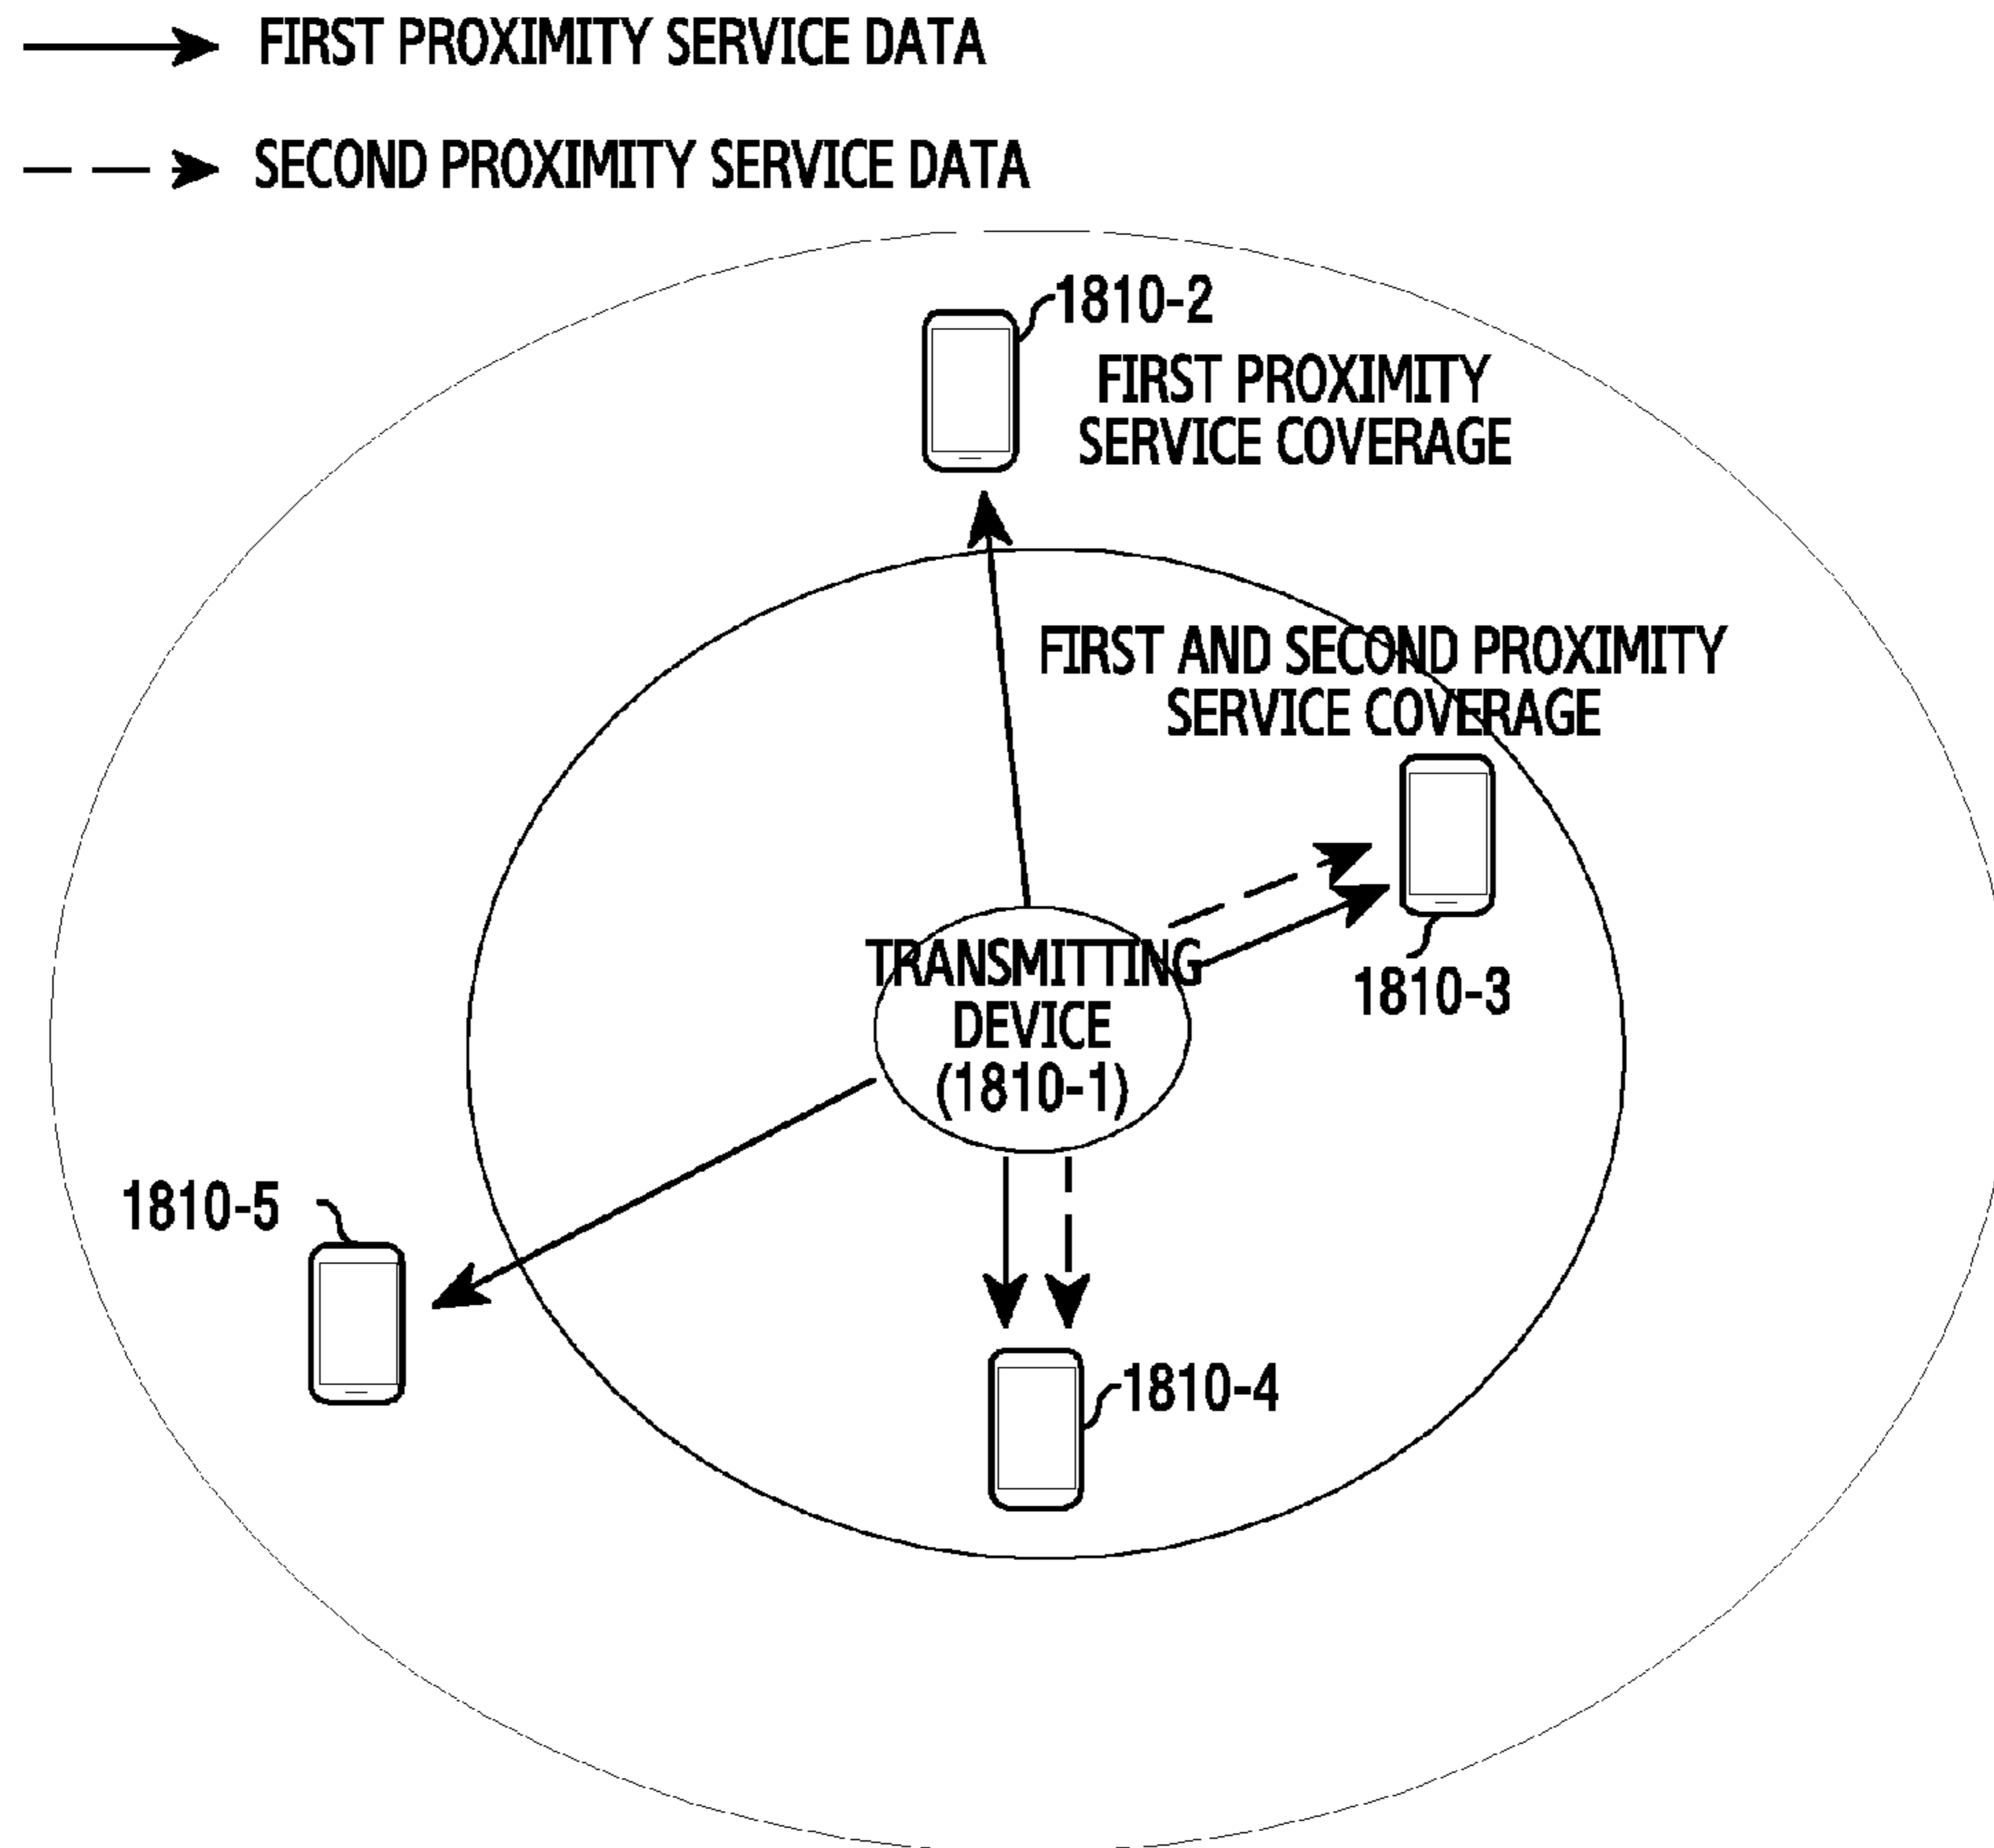 FIRST PROXIMITY SERVICE DATA
SECOND PROXIMITY SERVICE DATA
1810-2
FIRST PROXIMITY
SERVICE COVERAGE
FIRST AND SECOND PROXIMITY
SERVICE COVERAGE
TRANSMITTING
DEVICE
(1810-1)
1810-3
1810-5
1810-4